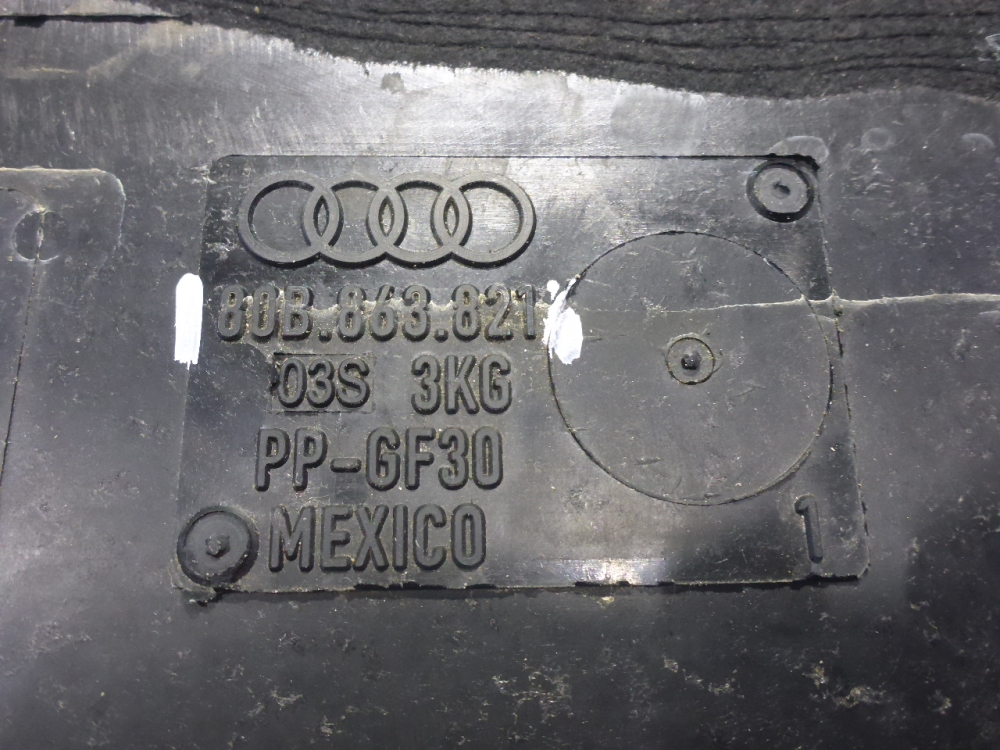 80B.863.821
03S 3KG
PP-GF30
MEXICO
1